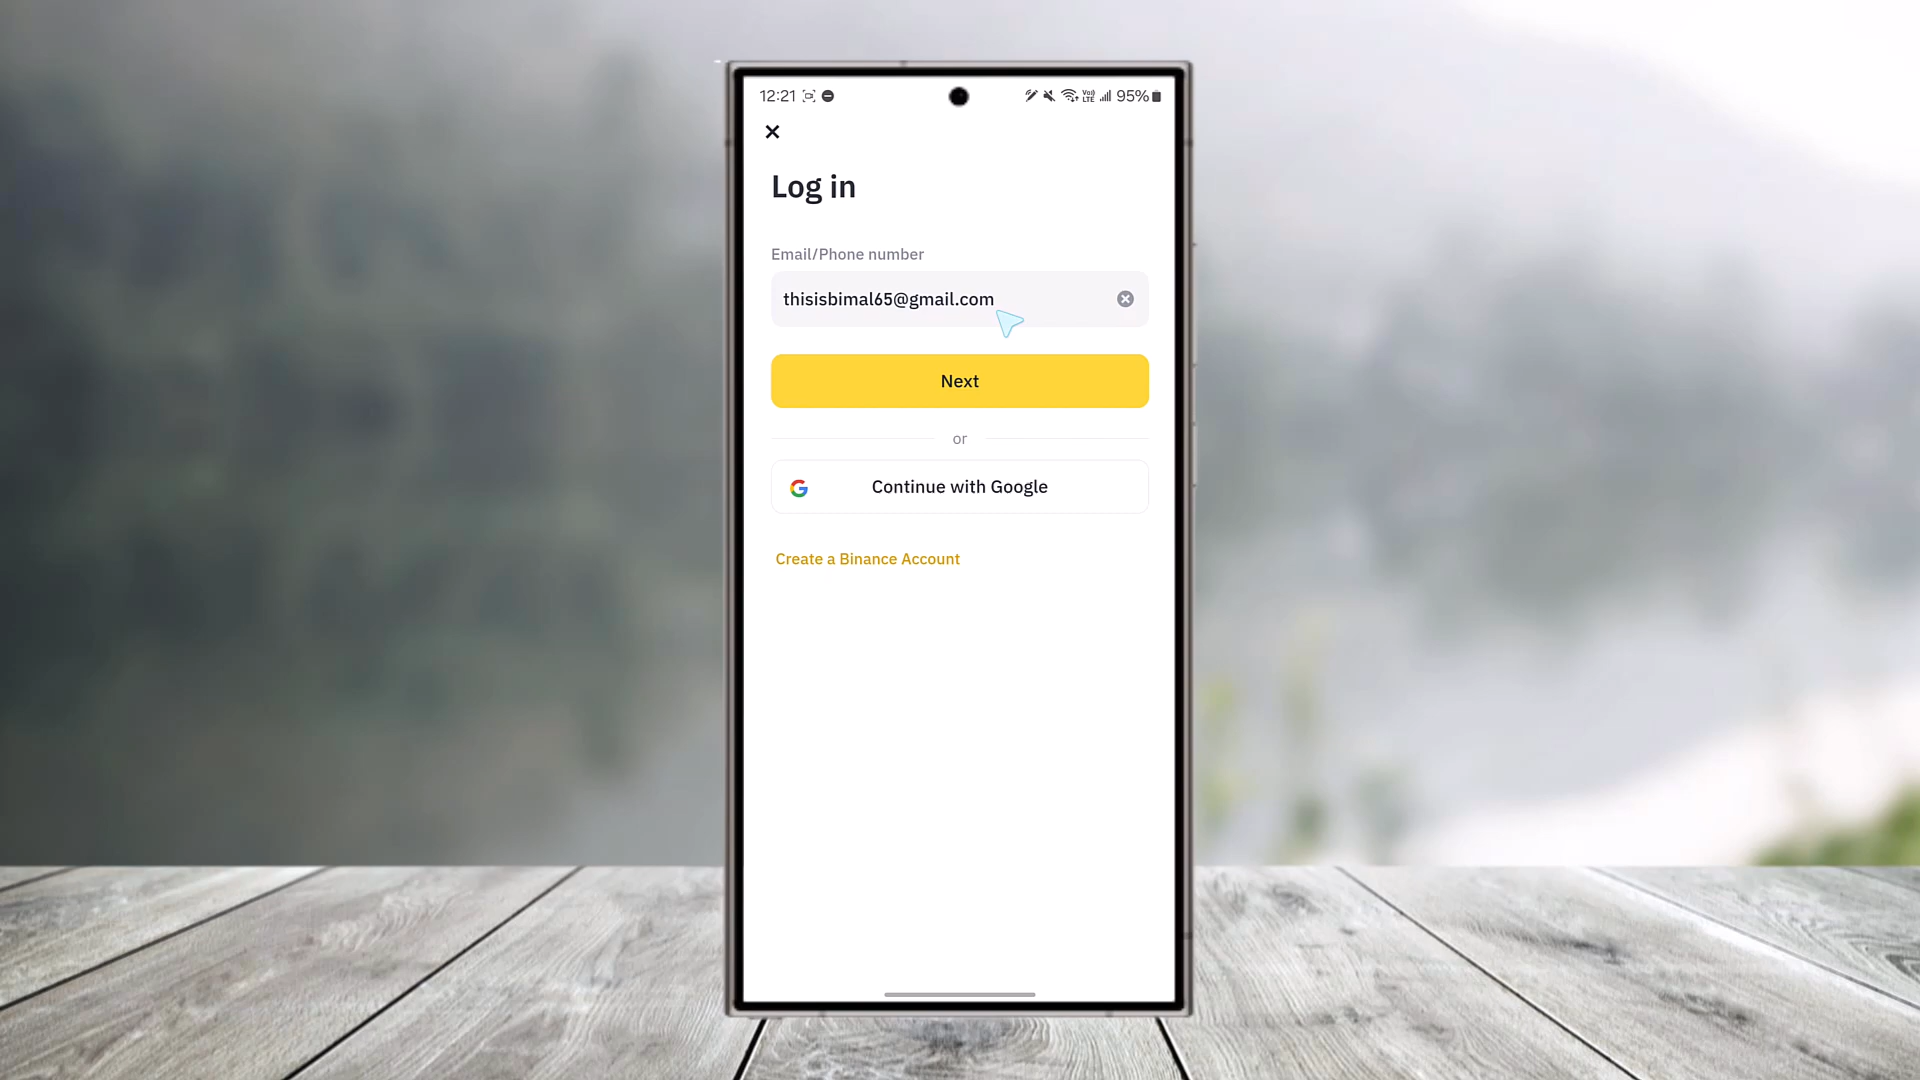 12:21 95%
Log in
Email/Phone number
thisisbimal65@gmail.com
Next
or
Continue with Google
Create a Binance Account